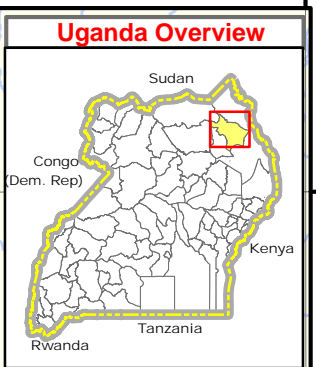 Uganda Overview
Sudan
Congo
(Dem. Rep)
Kenya
Tanzania
Rwanda